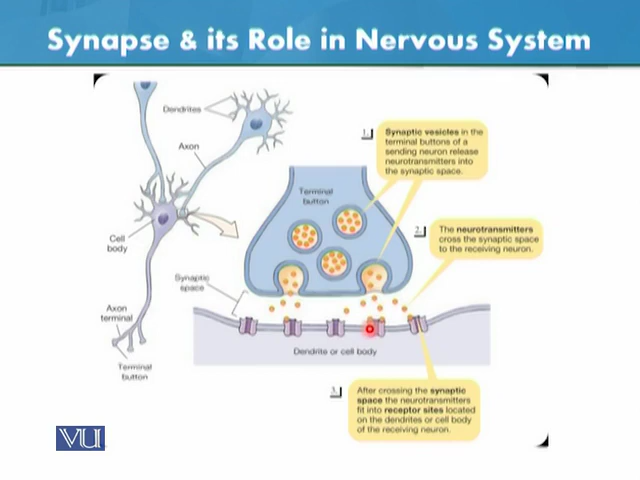 Synapse & its Role in Nervous System
Dendrites
Axon
Cell
body
Axon
terminal
Terminal
button
Terminal
button
Synaptic
space
Dendrite or cell body
1.
Synaptic vesicles in the
terminal buttons of a
sending neuron release
neurotransmitters into
the synaptic space.
2.
The neurotransmitters
cross the synaptic space
to the receiving neuron.
3.
After crossing the synaptic
space the neurotransmitters
fit into receptor sites located
on the dendrites or cell body
of the receiving neuron.
VU